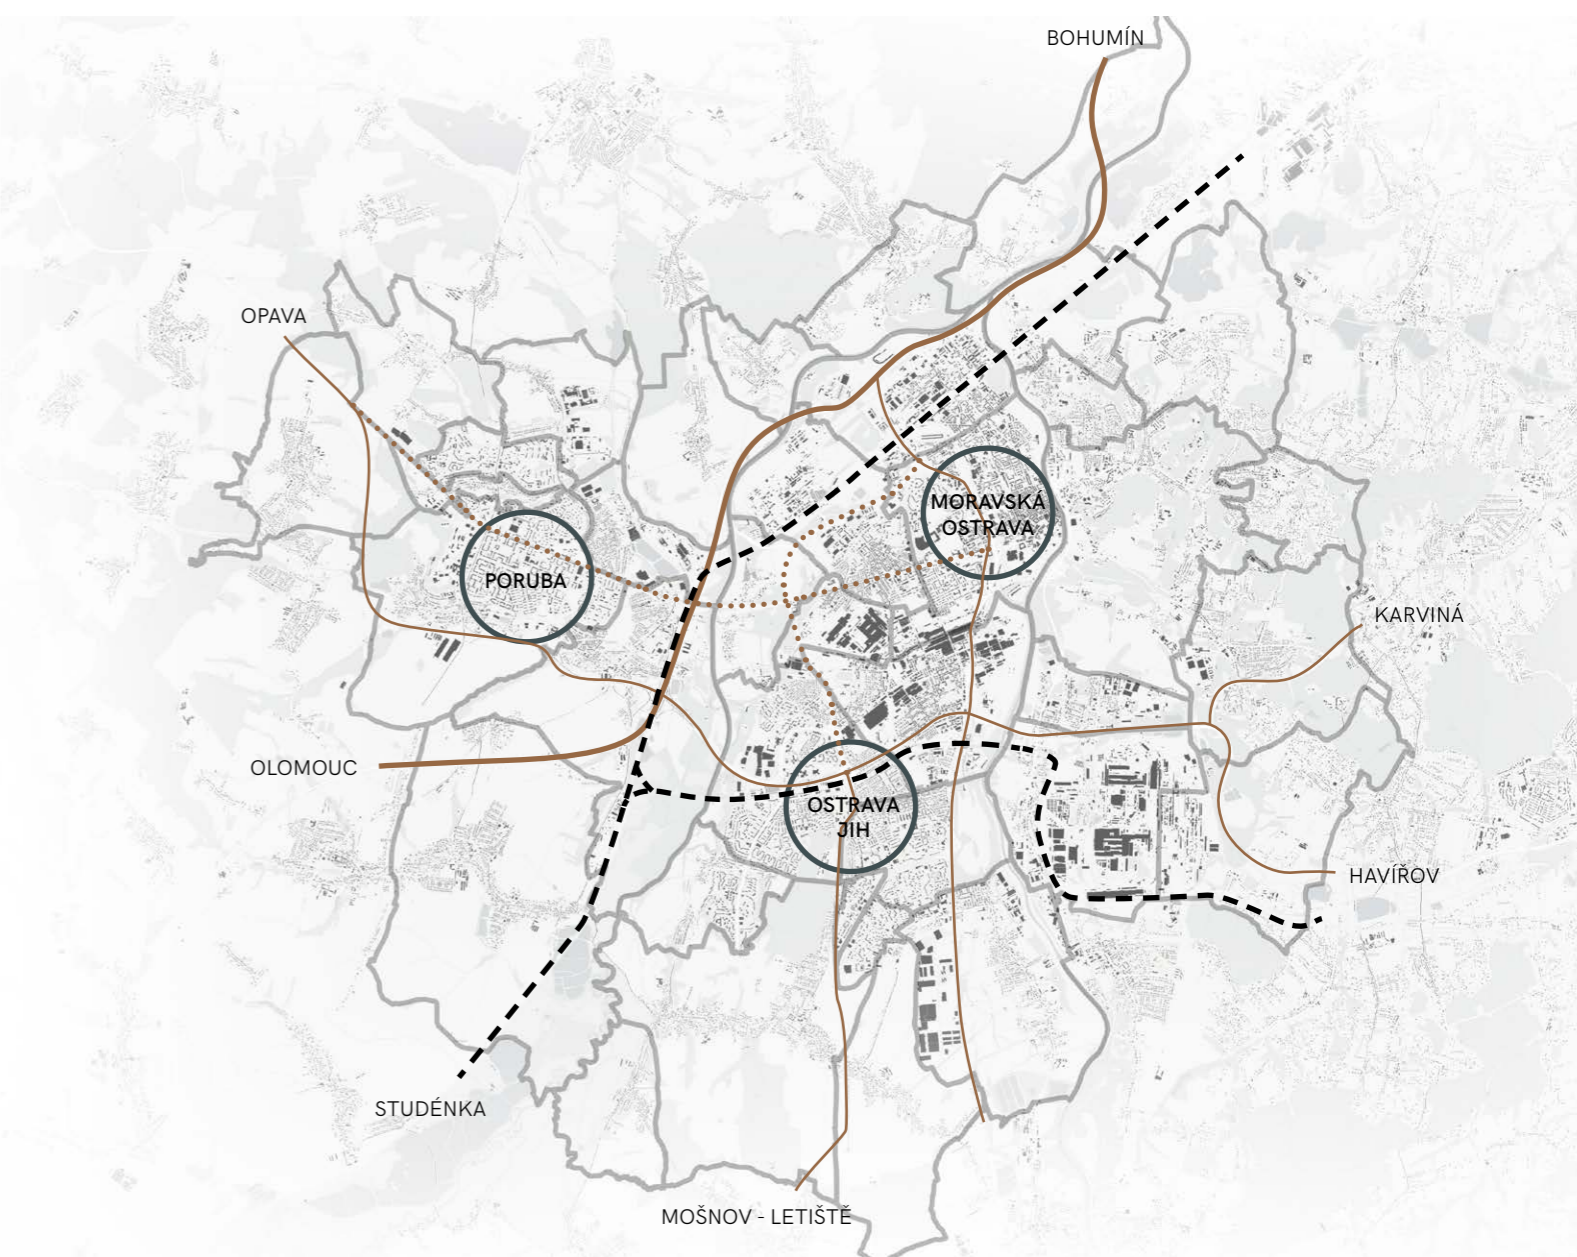 BOHUMÍN
OPAVA
MORAVSKÁ
OSTRAVA
PORUBA
KARVINÁ
OLOMOUC
OSTRAVA
JIH
HAVÍŘOV
STUDÉNKA
MOŠNOV - LETIŠTĚ